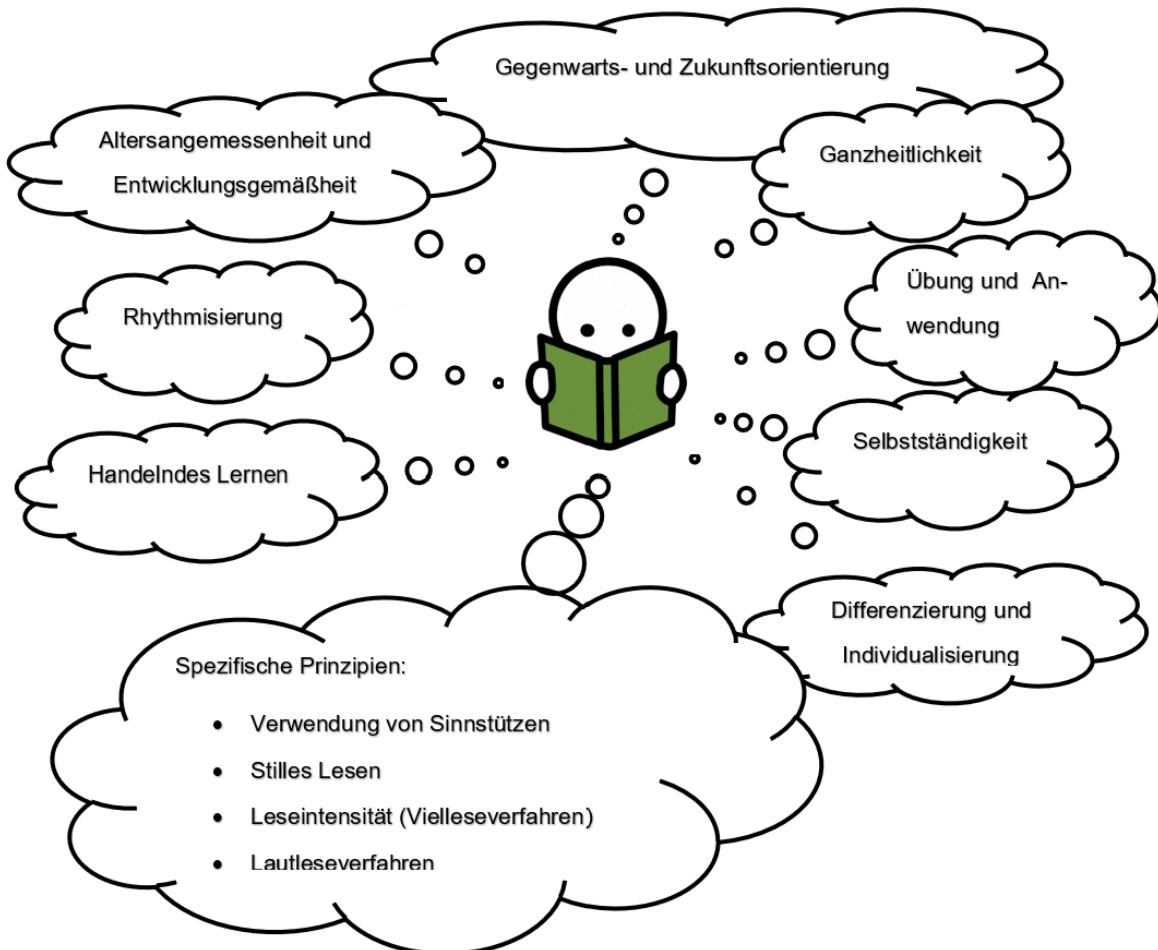 Gegenwarts- und Zukunftsorientierung
Altersangemessenheit und
Entwicklungsgemäßheit
Ganzheitlichkeit
Rhythmisierung
Übung und An-
wendung
Handelndes Lernen
Selbstständigkeit
Differenzierung und
Individualisierung
Spezifische Prinzipien:
• Verwendung von Sinnstützen
• Stilles Lesen
• Leseintensität (Vielleseverfahren)
• Lautleseverfahren